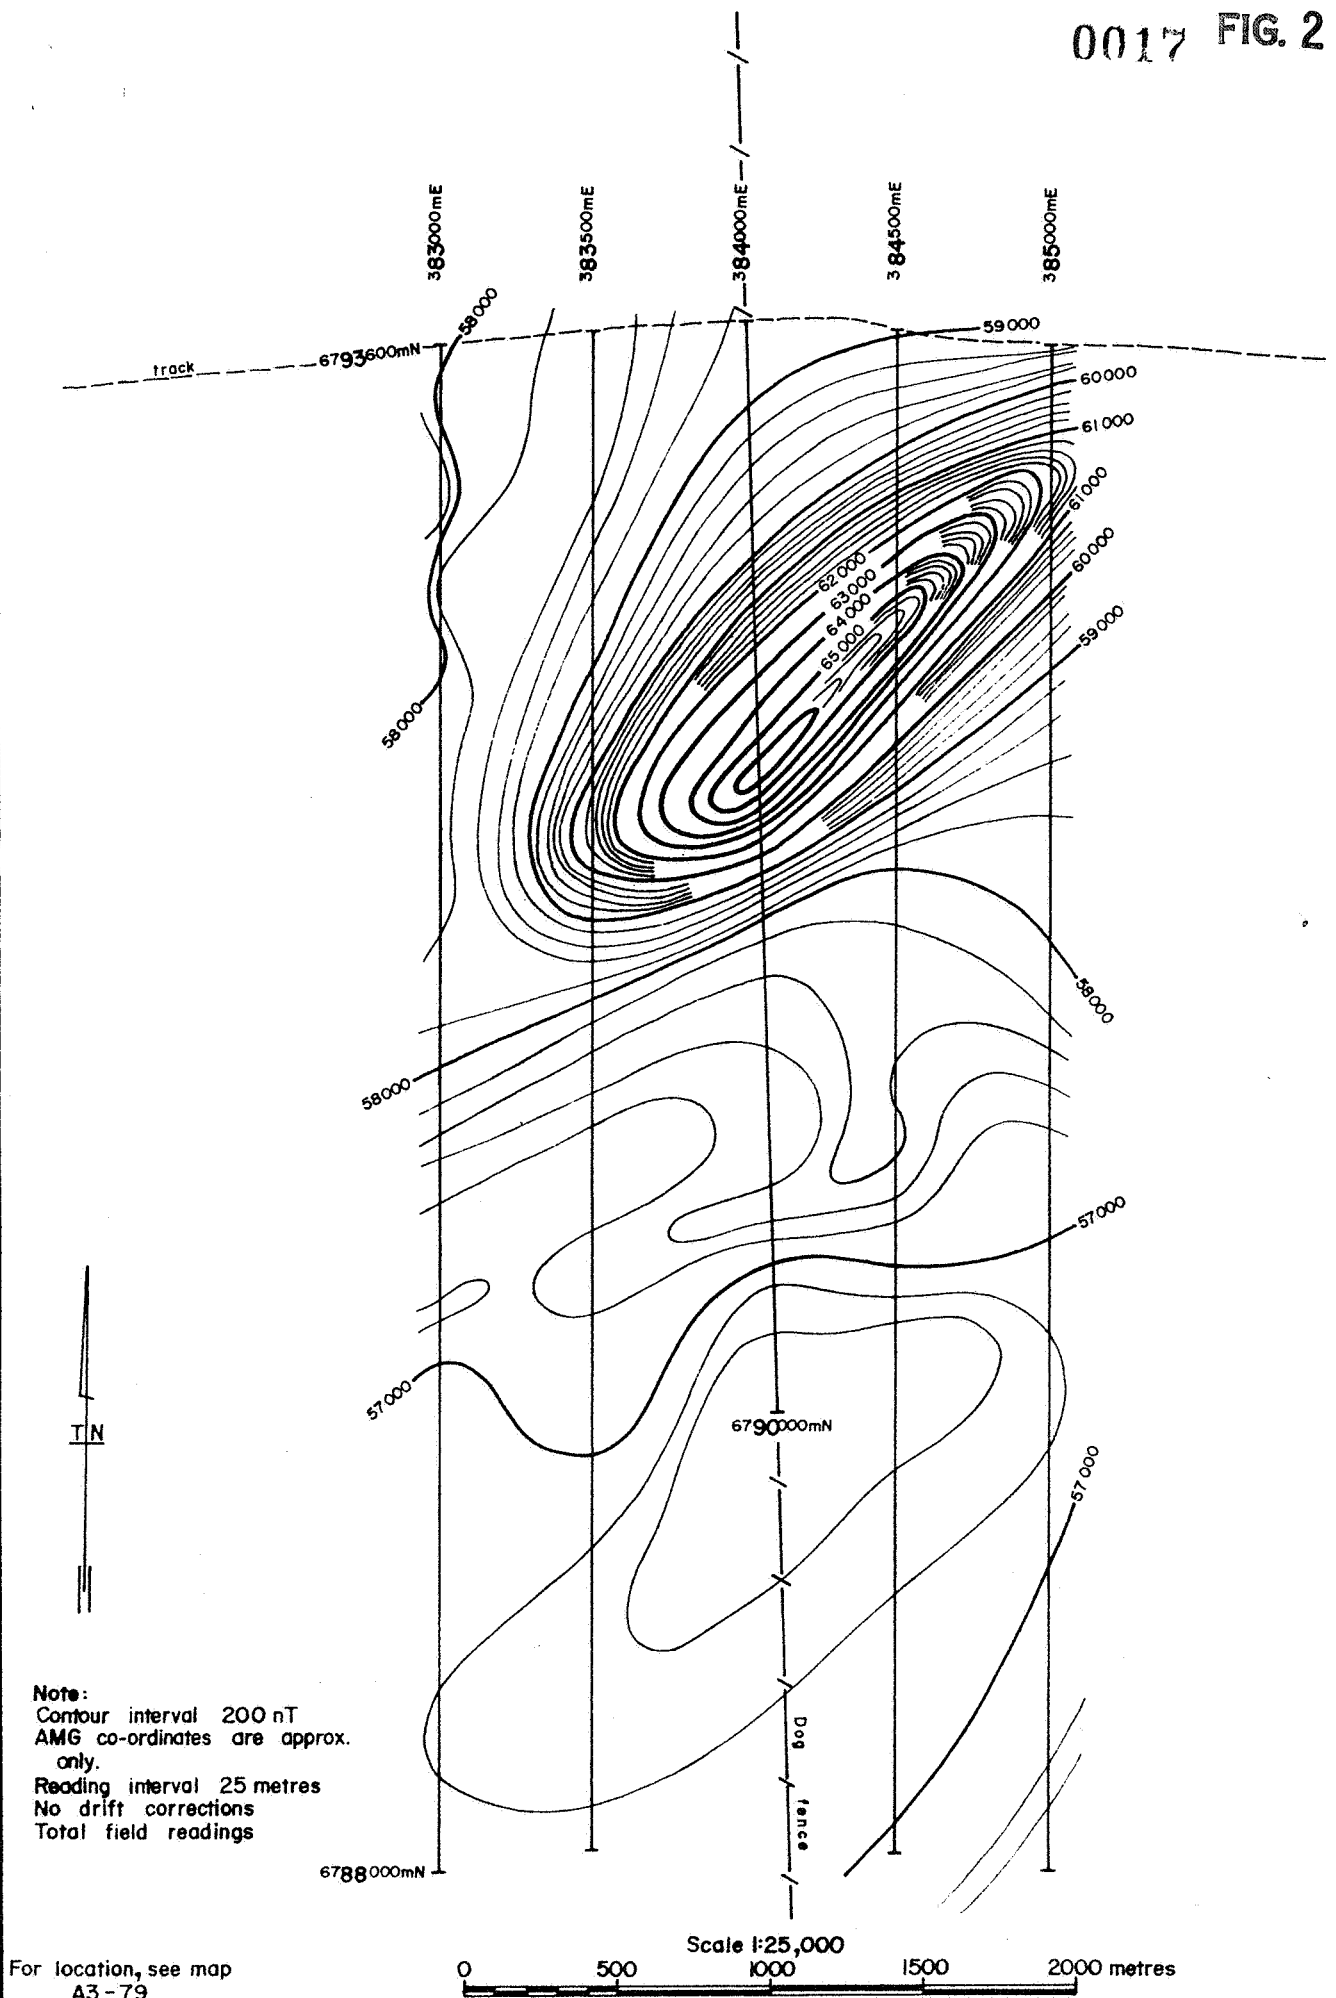 0017 FIG. 2
383000mE
383500mE
384000mE
384500mE
385000mE
58000
59000
track
6793600mN
60000
61000
61000
60000
62000
63000
64000
65000
59000
58000
58000
58000
57000
57000
6790000mN
57000
TN
Note:
Contour interval 200 nT
AMG co-ordinates are approx.
only.
Reading interval 25 metres
No drift corrections
Total field readings
Dog fence
6788000mN
Scale 1:25,000
For location, see map
A3-79
0 500 1000 1500 2000 metres